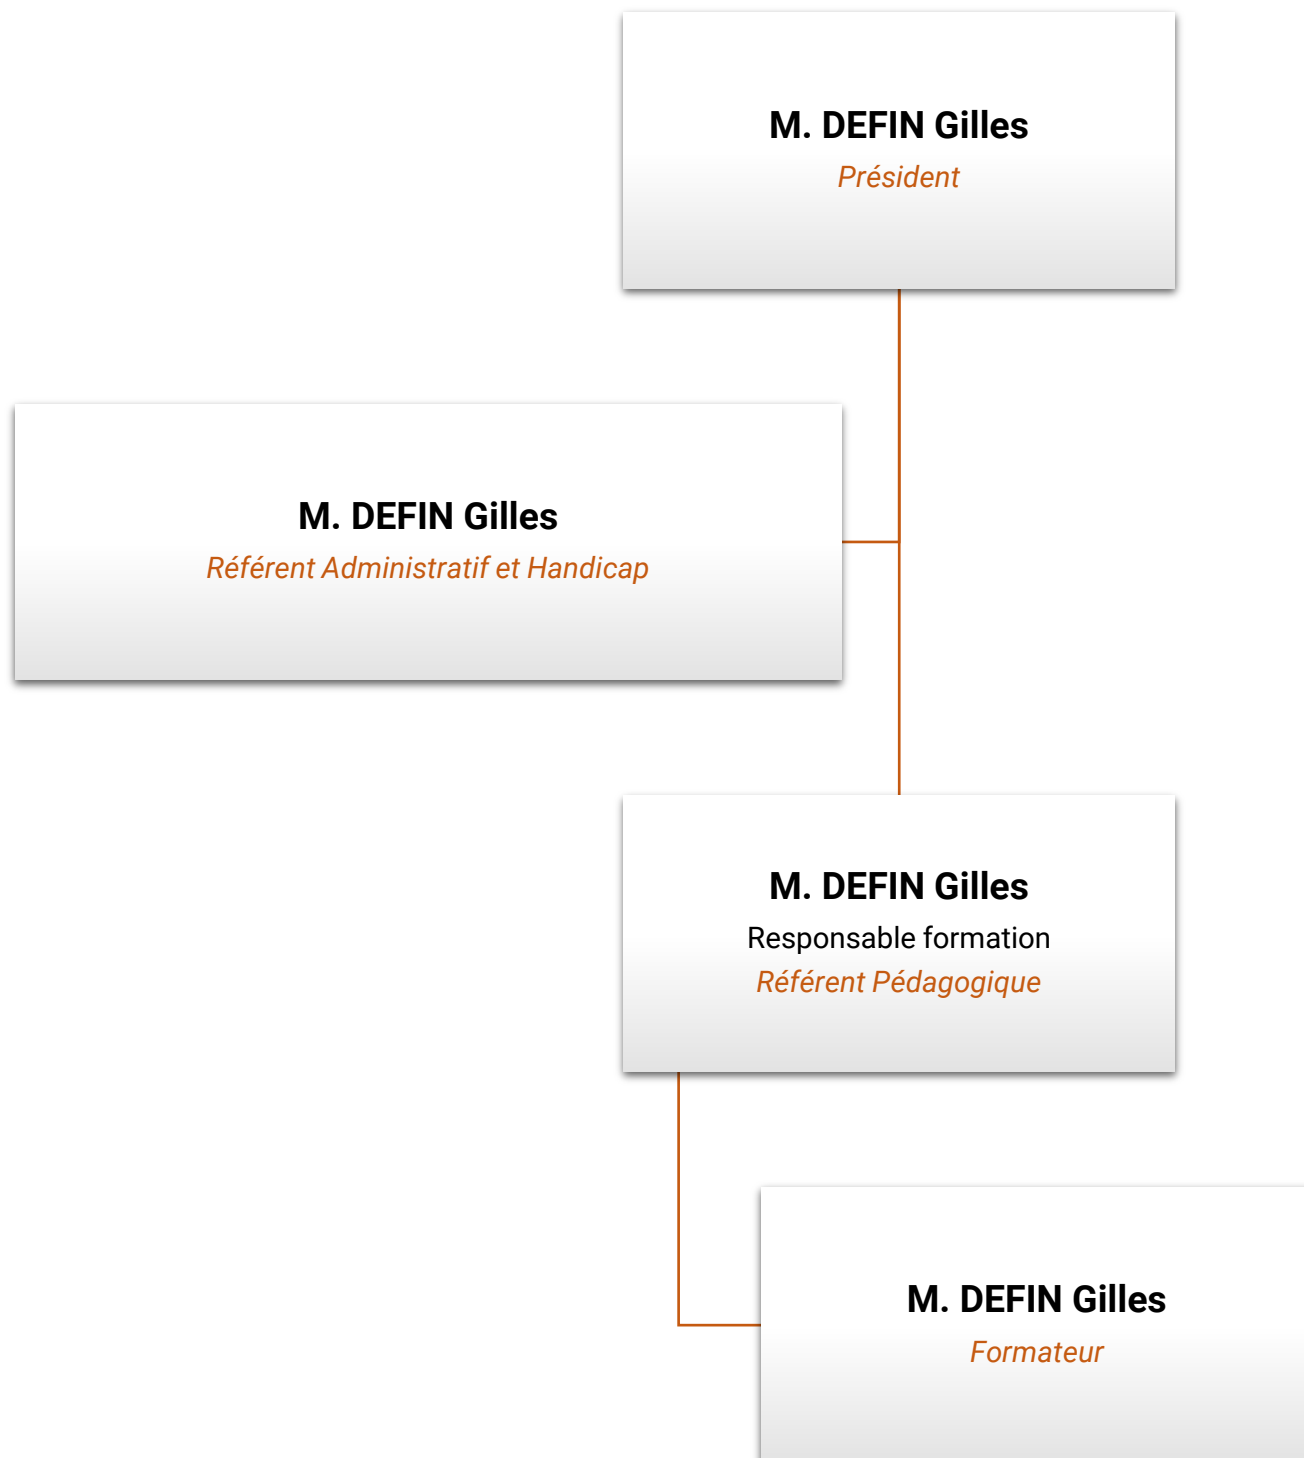 M. DEFIN Gilles
Président
M. DEFIN Gilles
Référent Administratif et Handicap
M. DEFIN Gilles
Responsable formation
Référent Pédagogique
M. DEFIN Gilles
Formateur